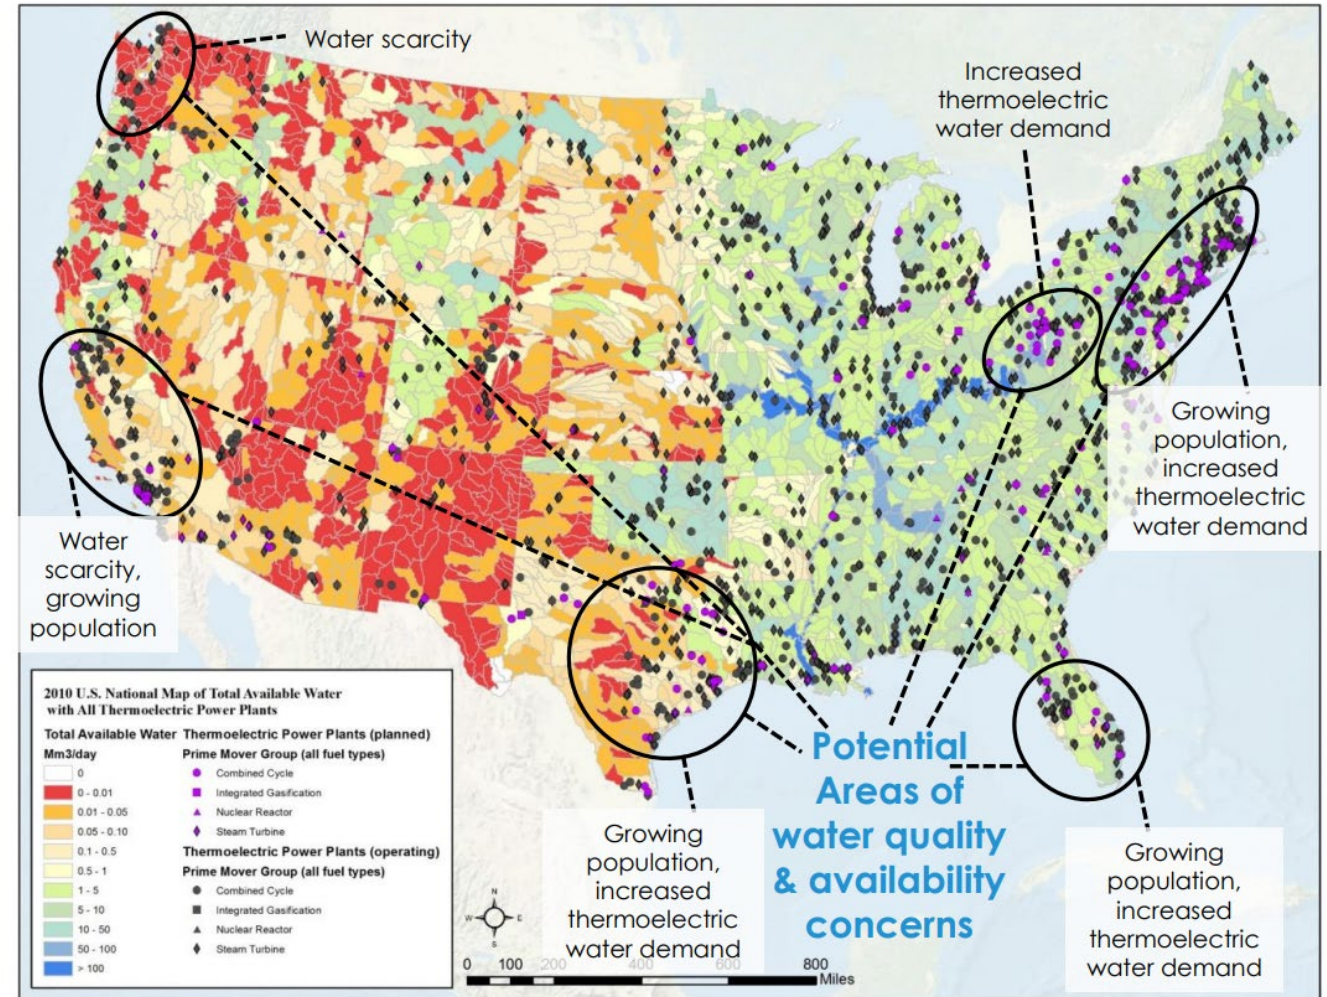 Water scarcity
Increased
thermoelectric
water demand
Growing
population,
increased
thermoelectric
water demand
Water
scarcity,
growing
population
2010 U.S. National Map of Total Available Water
with All Thermoelectric Power Plants
Total Available Water
Mm3/day
0
0 - 0.01
0.01 - 0.05
0.05 - 0.10
0.1 - 0.5
0.5 - 1
1 - 5
5 - 10
10 - 50
50 - 100
> 100
Thermoelectric Power Plants (planned)
Prime Mover Group (all fuel types)
Combined Cycle
Integrated Gasification
Nuclear Reactor
Steam Turbine
Thermoelectric Power Plants (operating)
Prime Mover Group (all fuel types)
Combined Cycle
Integrated Gasification
Nuclear Reactor
Steam Turbine
N
W E
S
0 100 200 400 600 800
Miles
Growing
population,
increased
thermoelectric
water demand
Potential
Areas of
water quality
& availability
concerns
Growing
population,
increased
thermoelectric
water demand